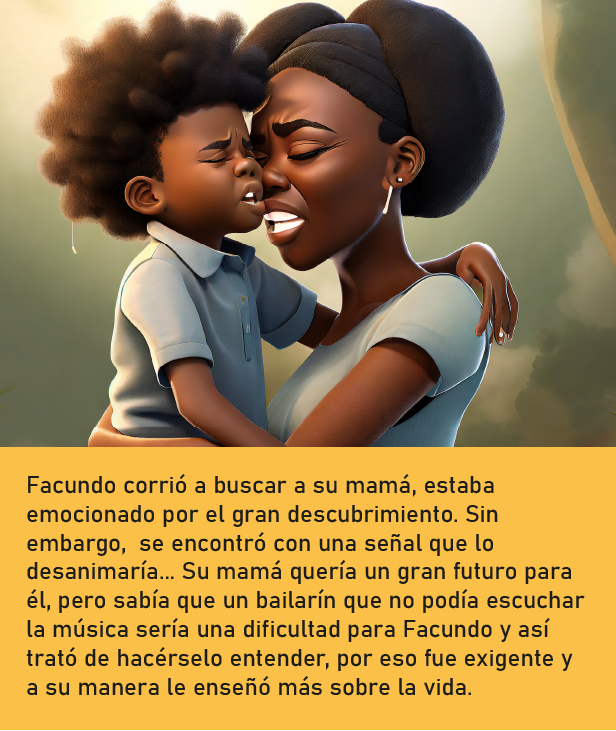 Facundo corrió a buscar a su mamá, estaba
emocionado por el gran descubrimiento. Sin
embargo,  se encontró con una señal que lo
desanimaría... Su mamá quería un gran futuro para
él, pero sabía que un bailarín que no podía escuchar
la música sería una dificultad para Facundo y así
trató de hacérselo entender, por eso fue exigente y
a su manera le enseñó más sobre la vida.